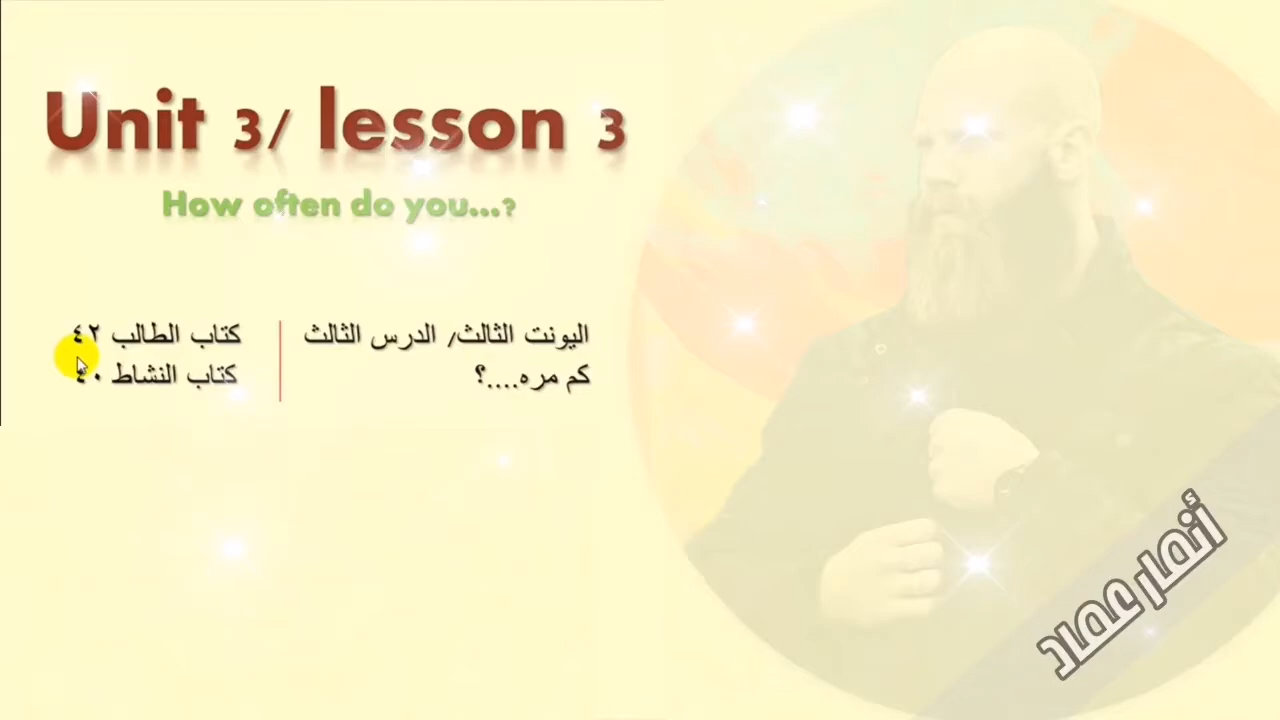 Unit 3/ lesson 3
How often do you...?
اليونت الثالث/ الدرس الثالث
كم مره....؟
كتاب الطالب ٤٢
كتاب النشاط ٤٠
أنمار عماد